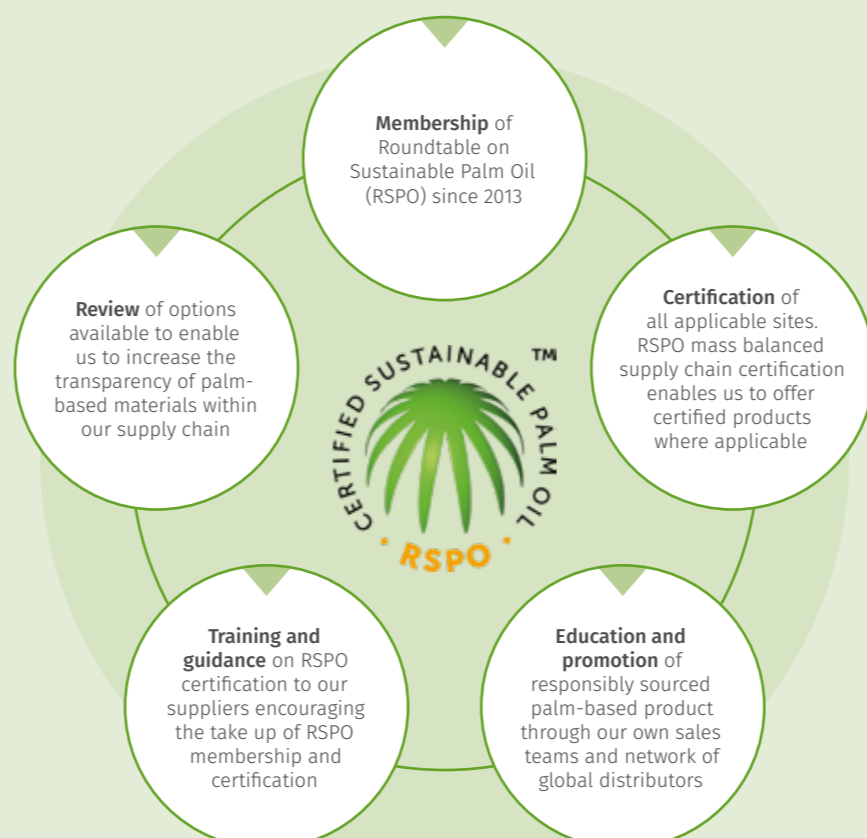 Membership of
Roundtable on
Sustainable Palm Oil
(RSPO) since 2013
Certification of
all applicable sites.
RSPO mass balanced
supply chain certification
enables us to offer
certified products
where applicable
Education and
promotion of
responsibly sourced
palm-based product
through our own sales
teams and network of
global distributors
Training and
guidance on RSPO
certification to our
suppliers encouraging
the take up of RSPO
membership and
certification
Review of options
available to enable
us to increase the
transparency of palm-
based materials within
our supply chain
CERTIFIED SUSTAINABLE PALM OIL ™
· RSPO ·